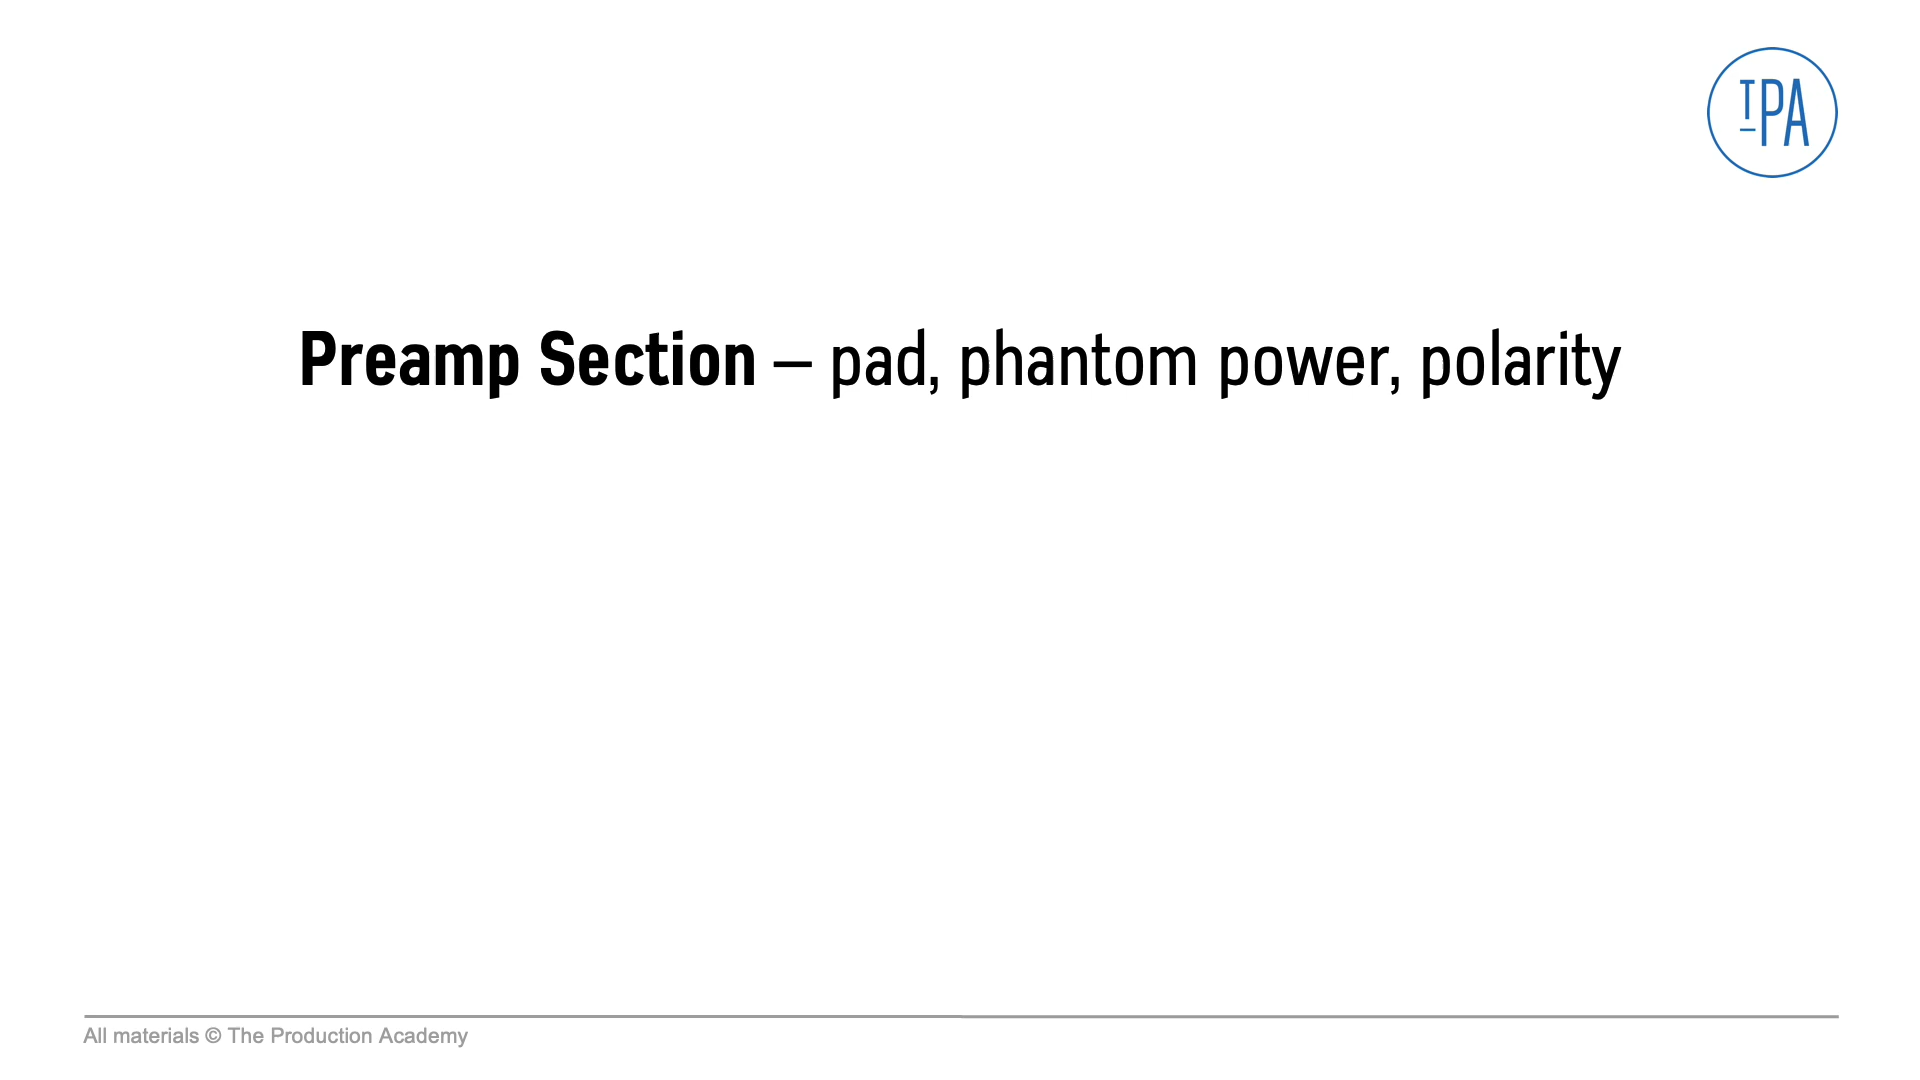 TPA
Preamp Section – pad, phantom power, polarity
All materials © The Production Academy